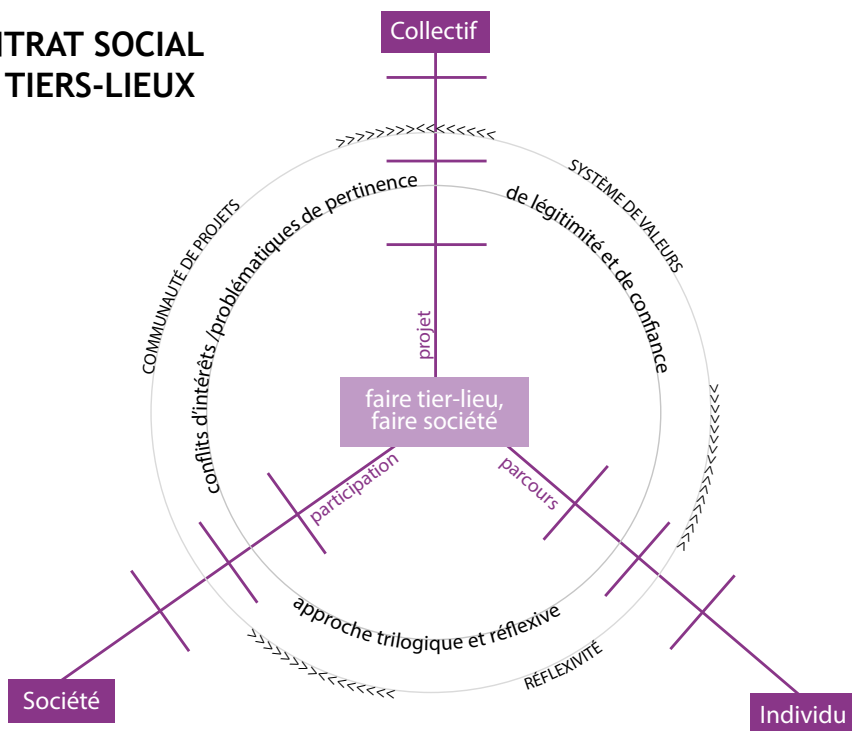 NTRAT SOCIAL
TIERS-LIEUX
Collectif
>>>>>>>><<<<<<<<
COMMUNAUTÉ DE PROJETS
SYSTÈME DE VALEURS
conflits d'intérêts /problématiques de pertinence
de légitimité et de confiance
projet
faire tier-lieu,
faire société
participation
parcours
approche trilogique et réflexive
RÉFLEXIVITÉ
Société
Individu